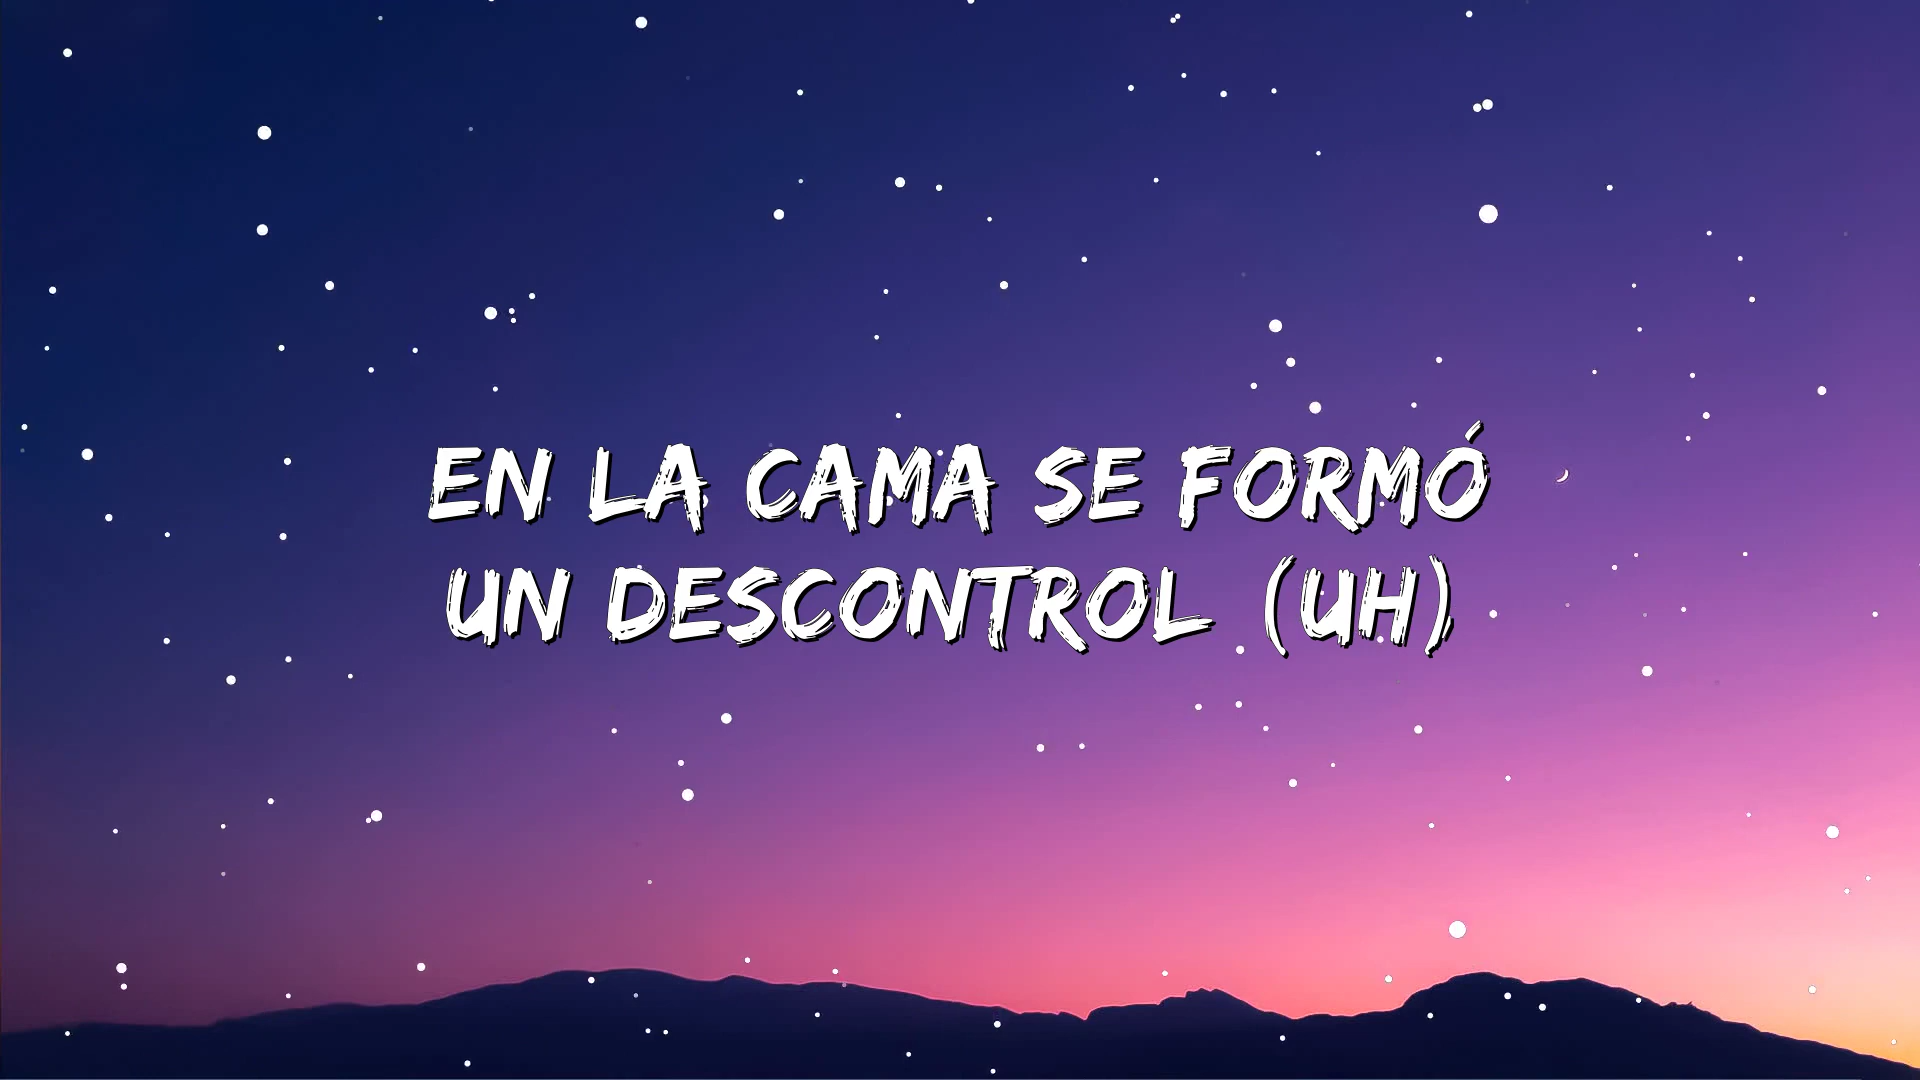 EN LA CAMA SE FORMÓ
UN DESCONTROL (UH)